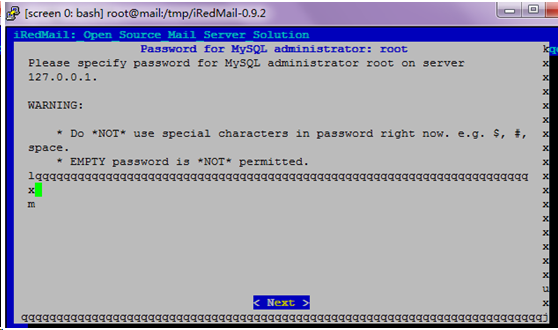 [screen 0: bash] root@mail:/tmp/iRedMail-0.9.2
iRedMail: Open Source Mail Server Solution
Password for MySQL administrator: root
Please specify password for MySQL administrator root on server
127.0.0.1.
WARNING:
* Do *NOT* use special characters in password right now. e.g. $, #,
space.
* EMPTY password is *NOT* permitted.
< Next >